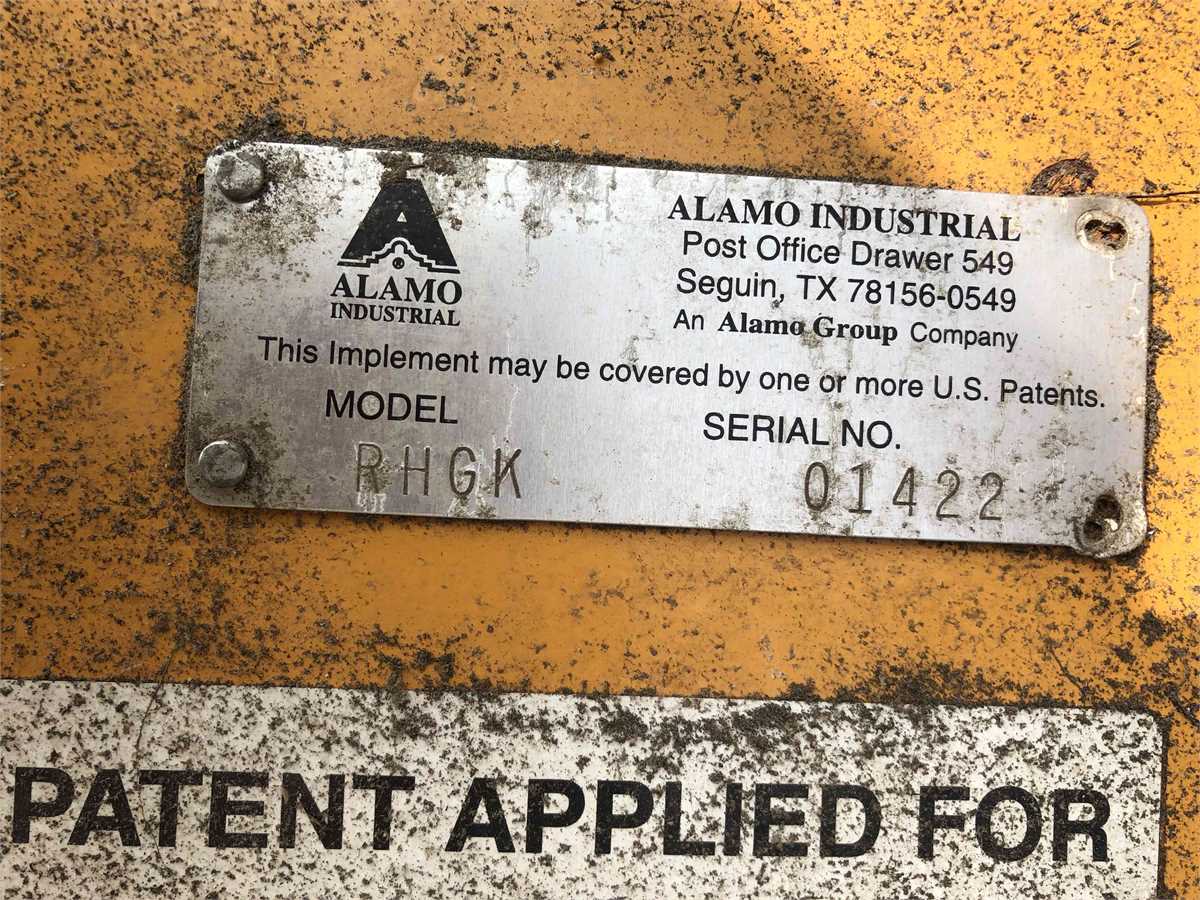 A
®
ALAMO
INDUSTRIAL
ALAMO INDUSTRIAL
Post Office Drawer 549
Seguin, TX 78156-0549
An Alamo Group Company
This Implement may be covered by one or more U.S. Patents.
MODEL
RHGK
SERIAL NO.
01422
PATENT APPLIED FOR